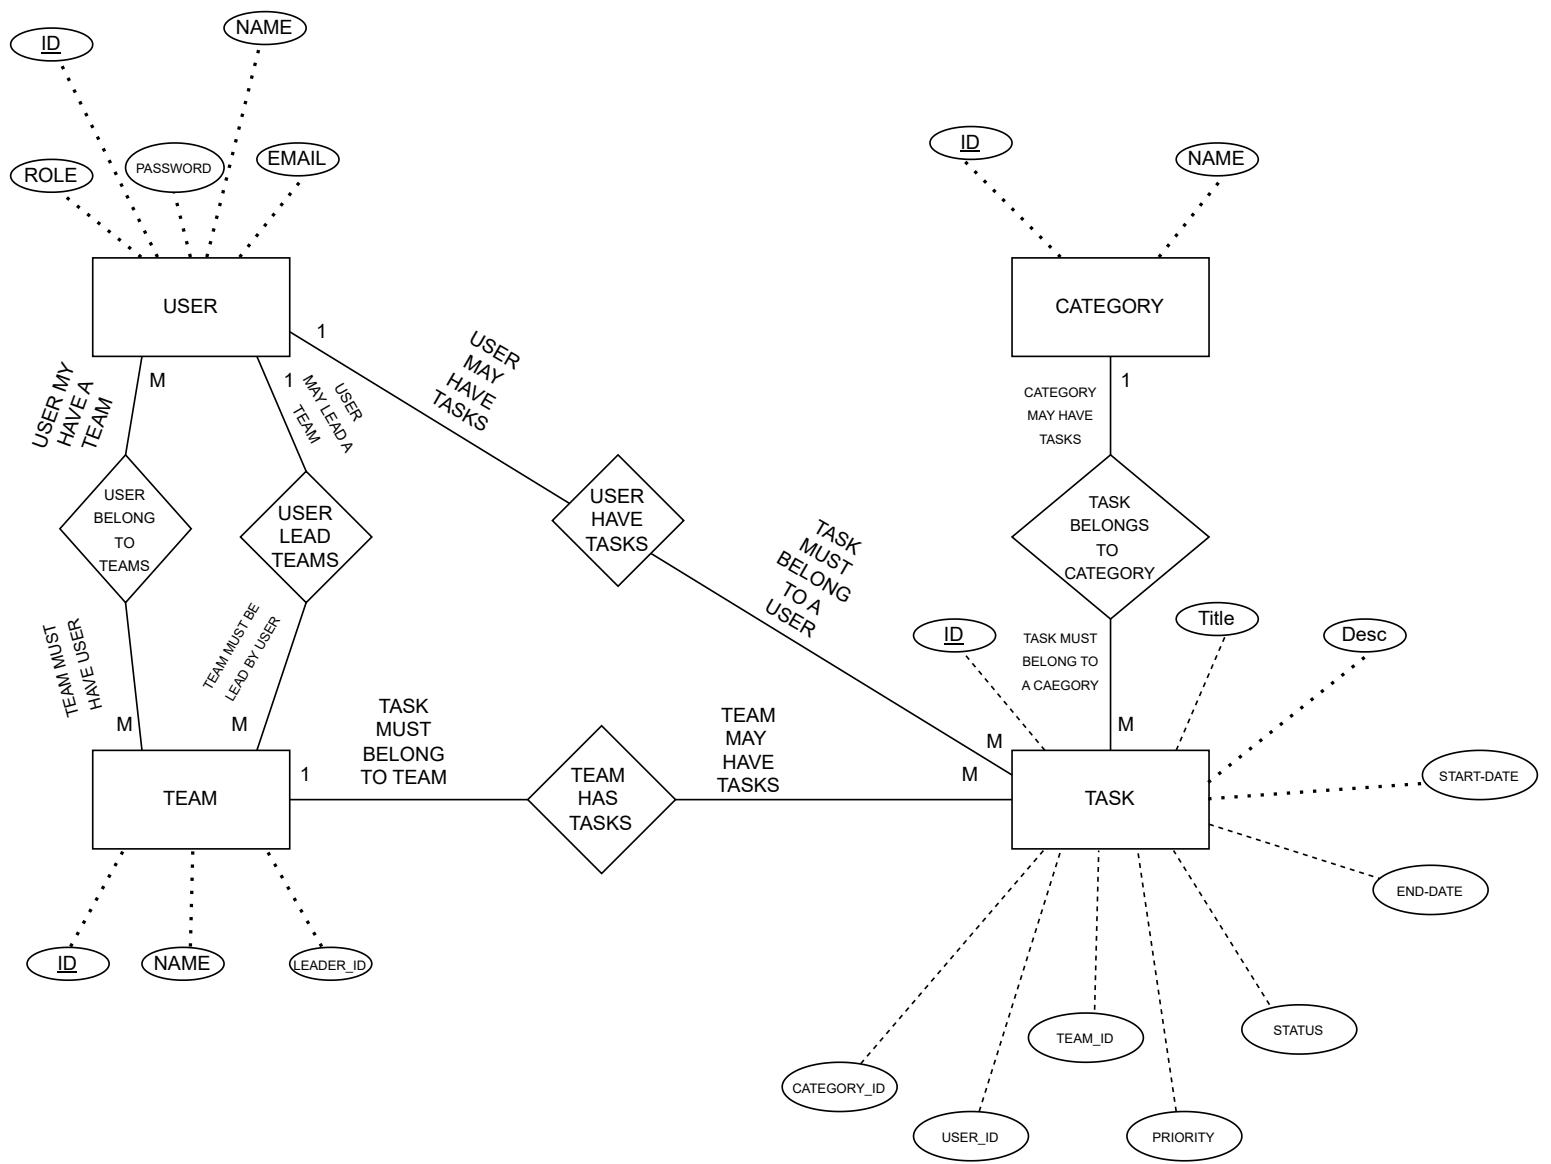 NAME
ID
ROLE
PASSWORD
EMAIL
ID
NAME
USER
CATEGORY
1
M
1
1
USER MY
HAVE A
TEAM
USER
MAY LEAD A
TEAM
USER
MAY
HAVE
TASKS
CATEGORY
MAY HAVE
TASKS
USER
BELONG
TO
TEAMS
USER
LEAD
TEAMS
USER
HAVE
TASKS
TASK
BELONGS
TO
CATEGORY
TASK
MUST
BELONG
TO A
USER
TEAM MUST
HAVE USER
TEAM MUST BE
LEAD BY USER
ID
TASK MUST
BELONG TO
A CAEGORY
Title
Desc
M
M
M
M
M
TASK
MUST
BELONG
TO TEAM
TEAM
MAY
HAVE
TASKS
TEAM
1
TEAM
HAS
TASKS
TASK
START-DATE
END-DATE
ID
NAME
LEADER_ID
CATEGORY_ID
USER_ID
TEAM_ID
PRIORITY
STATUS